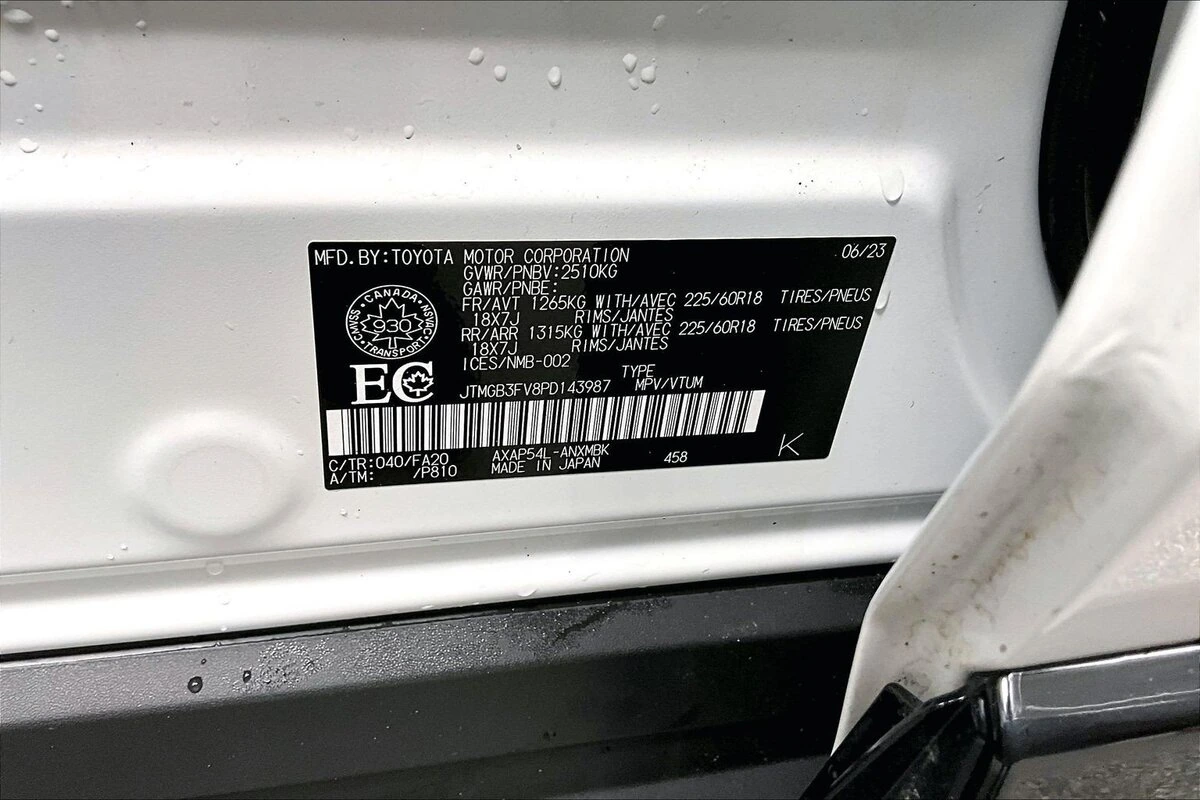 MFD.BY:TOYOTA MOTOR CORPORATION 06/23
GVWR/PNBV:2510KG
GAWR/PNBE:
FR/AVT 1265KG WITH/AVEC 225/60R18 TIRES/PNEUS
18X7J RIMS/JANTES
RR/ARR 1315KG WITH/AVEC 225/60R18 TIRES/PNEUS
18X7J RIMS/JANTES
ICES/NMB-002
CANADA
CMVSS 930 NSVAC
TRANSPORT
EC
TYPE
JTMGB3FV8PD143987 MPV/VTUM
C/TR:040/FA20 AXAP54L-ANXMBK 458 K
A/TM: /P810 MADE IN JAPAN